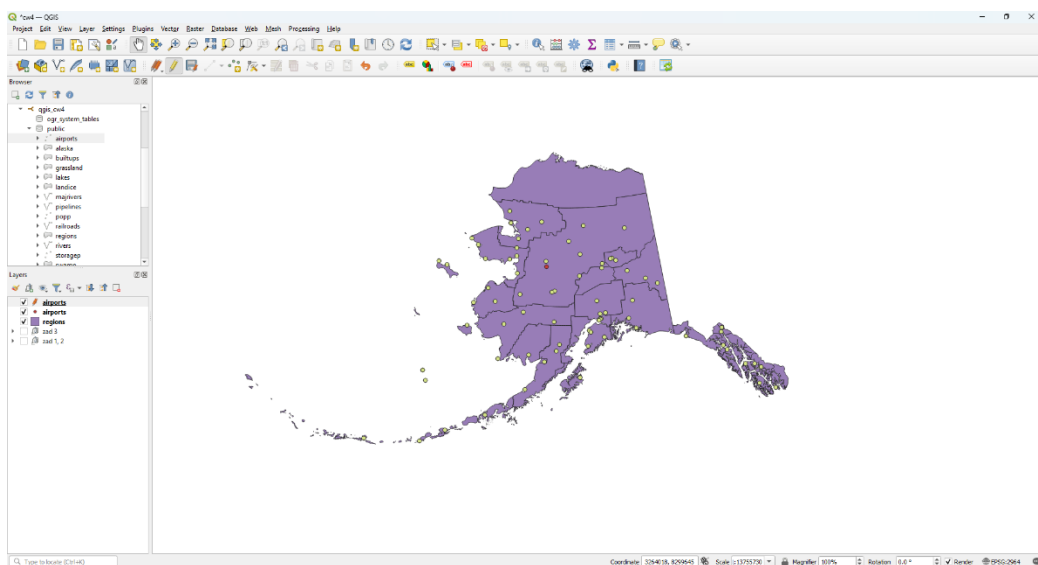 *cw4 — QGIS
Project Edit View Layer Settings Plugins Vector Raster Database Web Mesh Processing Help
Browser
qgis_cw4
ogr_system_tables
public
airports
alaska
builtups
grassland
lakes
landice
majrivers
pipelines
popp
railroads
regions
rivers
storagep
Layers
airports
airports
regions
zad 3
zad 1, 2
Type to locate (Ctrl+K)
Coordinate 3264018, 8299645 Scale 1:13755730 Magnifier 100% Rotation 0.0 ° Render EPSG:2964